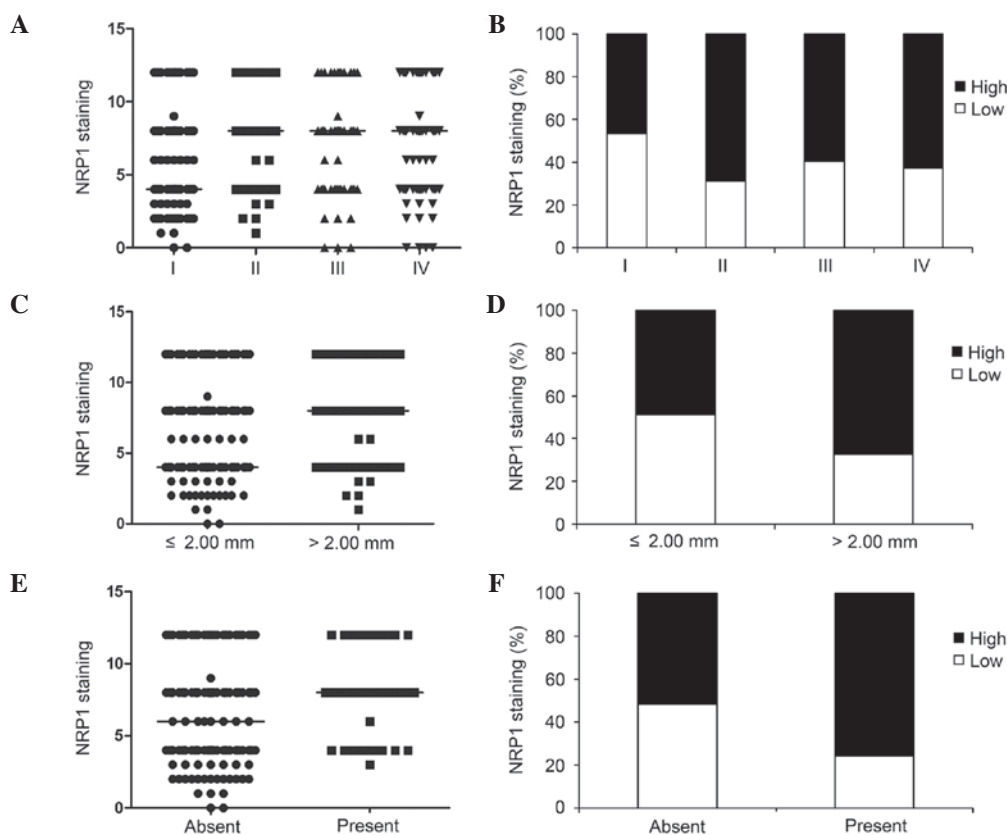 A
15
10
5
0
NRP1 staining
I II III IV
B
100
80
60
40
20
0
NRP1 staining (%)
I II III IV
High
Low
C
15
10
5
0
NRP1 staining
≤ 2.00 mm > 2.00 mm
D
100
80
60
40
20
0
NRP1 staining (%)
≤ 2.00 mm > 2.00 mm
High
Low
E
15
10
5
0
NRP1 staining
Absent Present
F
100
80
60
40
20
0
NRP1 staining (%)
Absent Present
High
Low